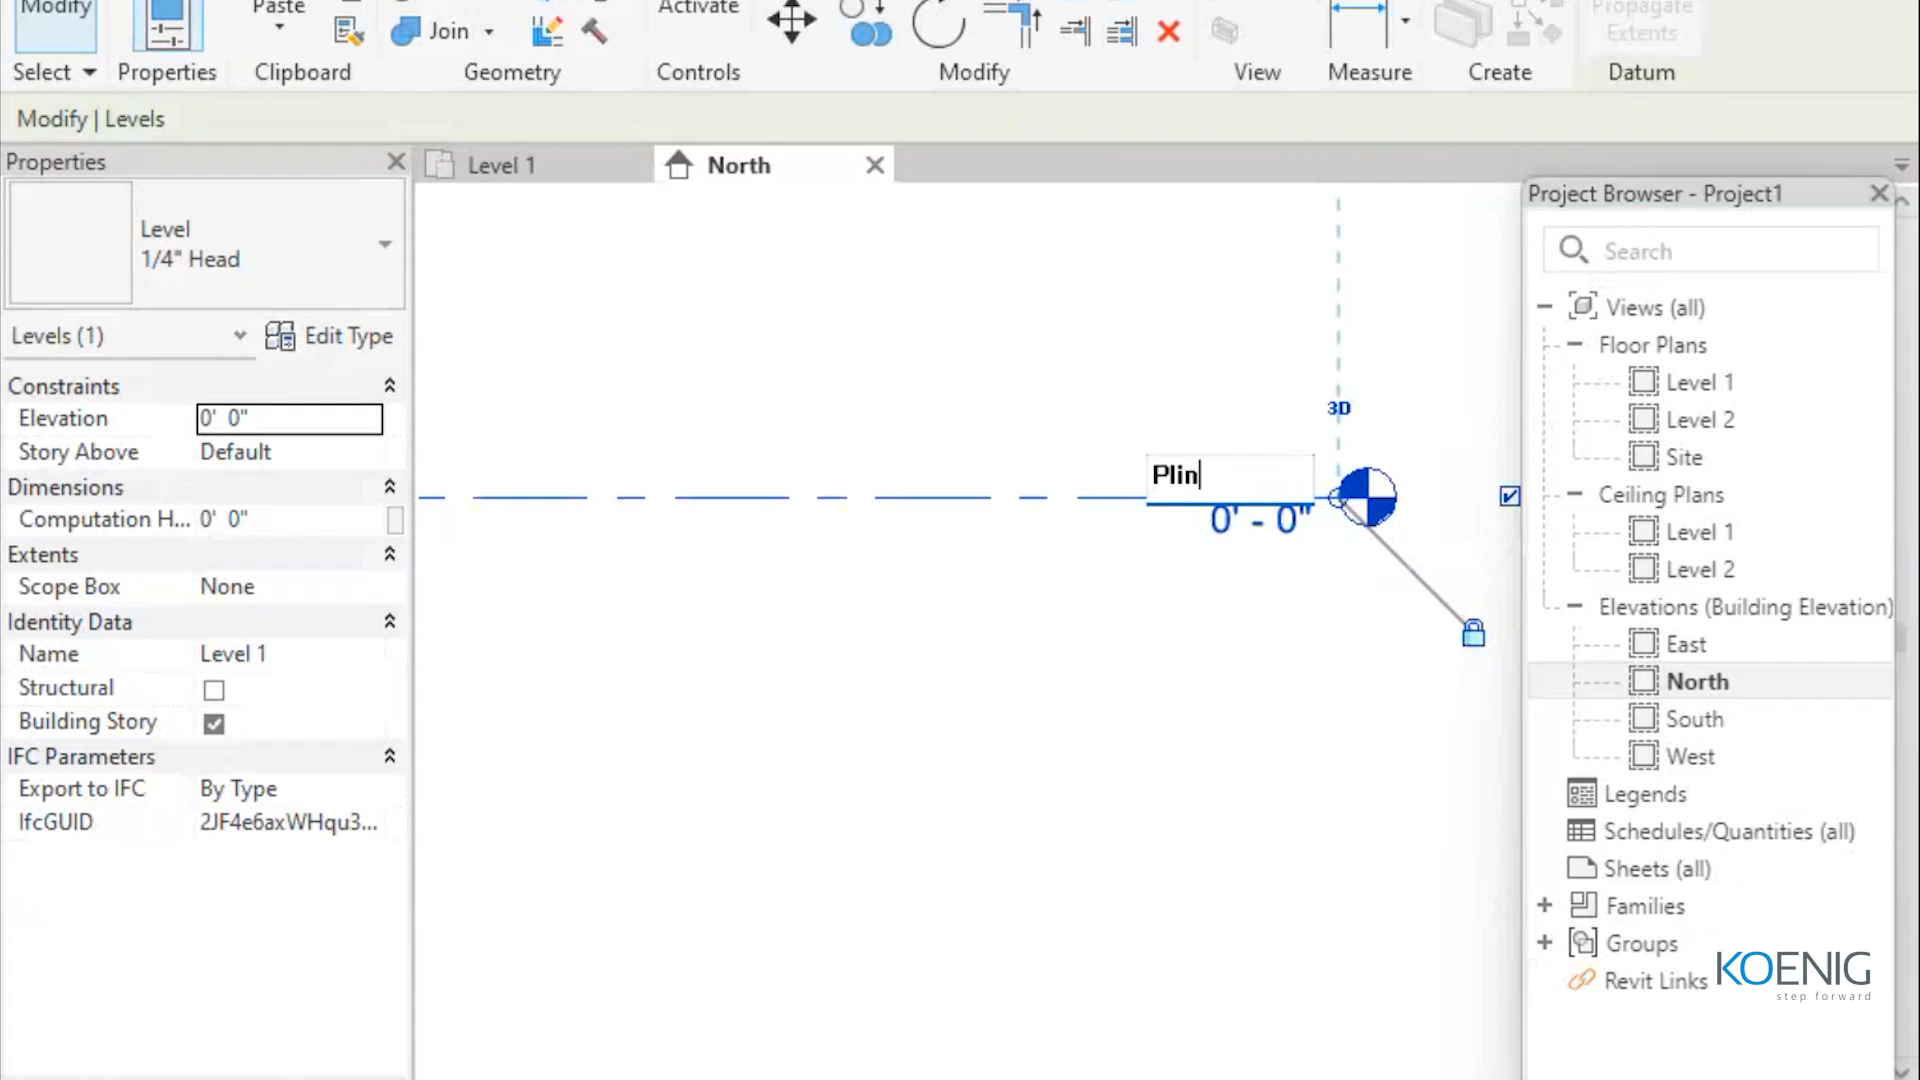 Modify
Paste
Join
Activate
Propagate
Extents
Select
Properties
Clipboard
Geometry
Controls
Modify
View
Measure
Create
Datum
Modify | Levels
Properties
Level
1/4" Head
Levels (1)
Edit Type
Constraints
Elevation 0' 0"
Story Above Default
Dimensions
Computation H... 0' 0"
Extents
Scope Box None
Identity Data
Name Level 1
Structural
Building Story
IFC Parameters
Export to IFC By Type
IfcGUID 2JF4e6axWHqu3...
Level 1
North
3D
Plin
0' - 0"
Project Browser - Project1
Search
Views (all)
Floor Plans
Level 1
Level 2
Site
Ceiling Plans
Level 1
Level 2
Elevations (Building Elevation)
East
North
South
West
Legends
Schedules/Quantities (all)
Sheets (all)
Families
Groups
Revit Links
KOENIG
step forward